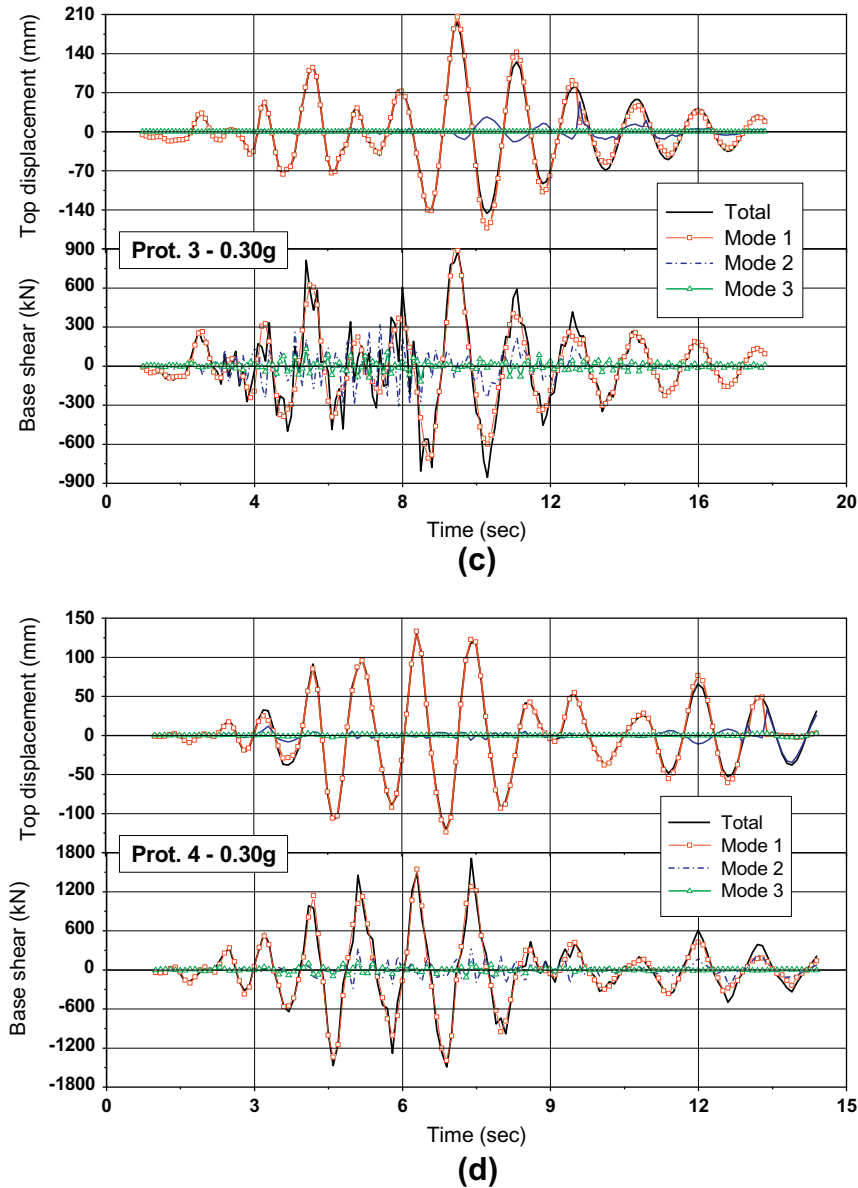 210
140
70
0
-70
-140
Top displacement (mm)
900
600
300
0
-300
-600
-900
Base shear (kN)
Prot. 3 - 0.30g
Total
Mode 1
Mode 2
Mode 3
0 4 8 12 16 20
Time (sec)
(c)
150
100
50
0
-50
-100
Top displacement (mm)
1800
1200
600
0
-600
-1200
-1800
Base shear (kN)
Prot. 4 - 0.30g
Total
Mode 1
Mode 2
Mode 3
0 3 6 9 12 15
Time (sec)
(d)